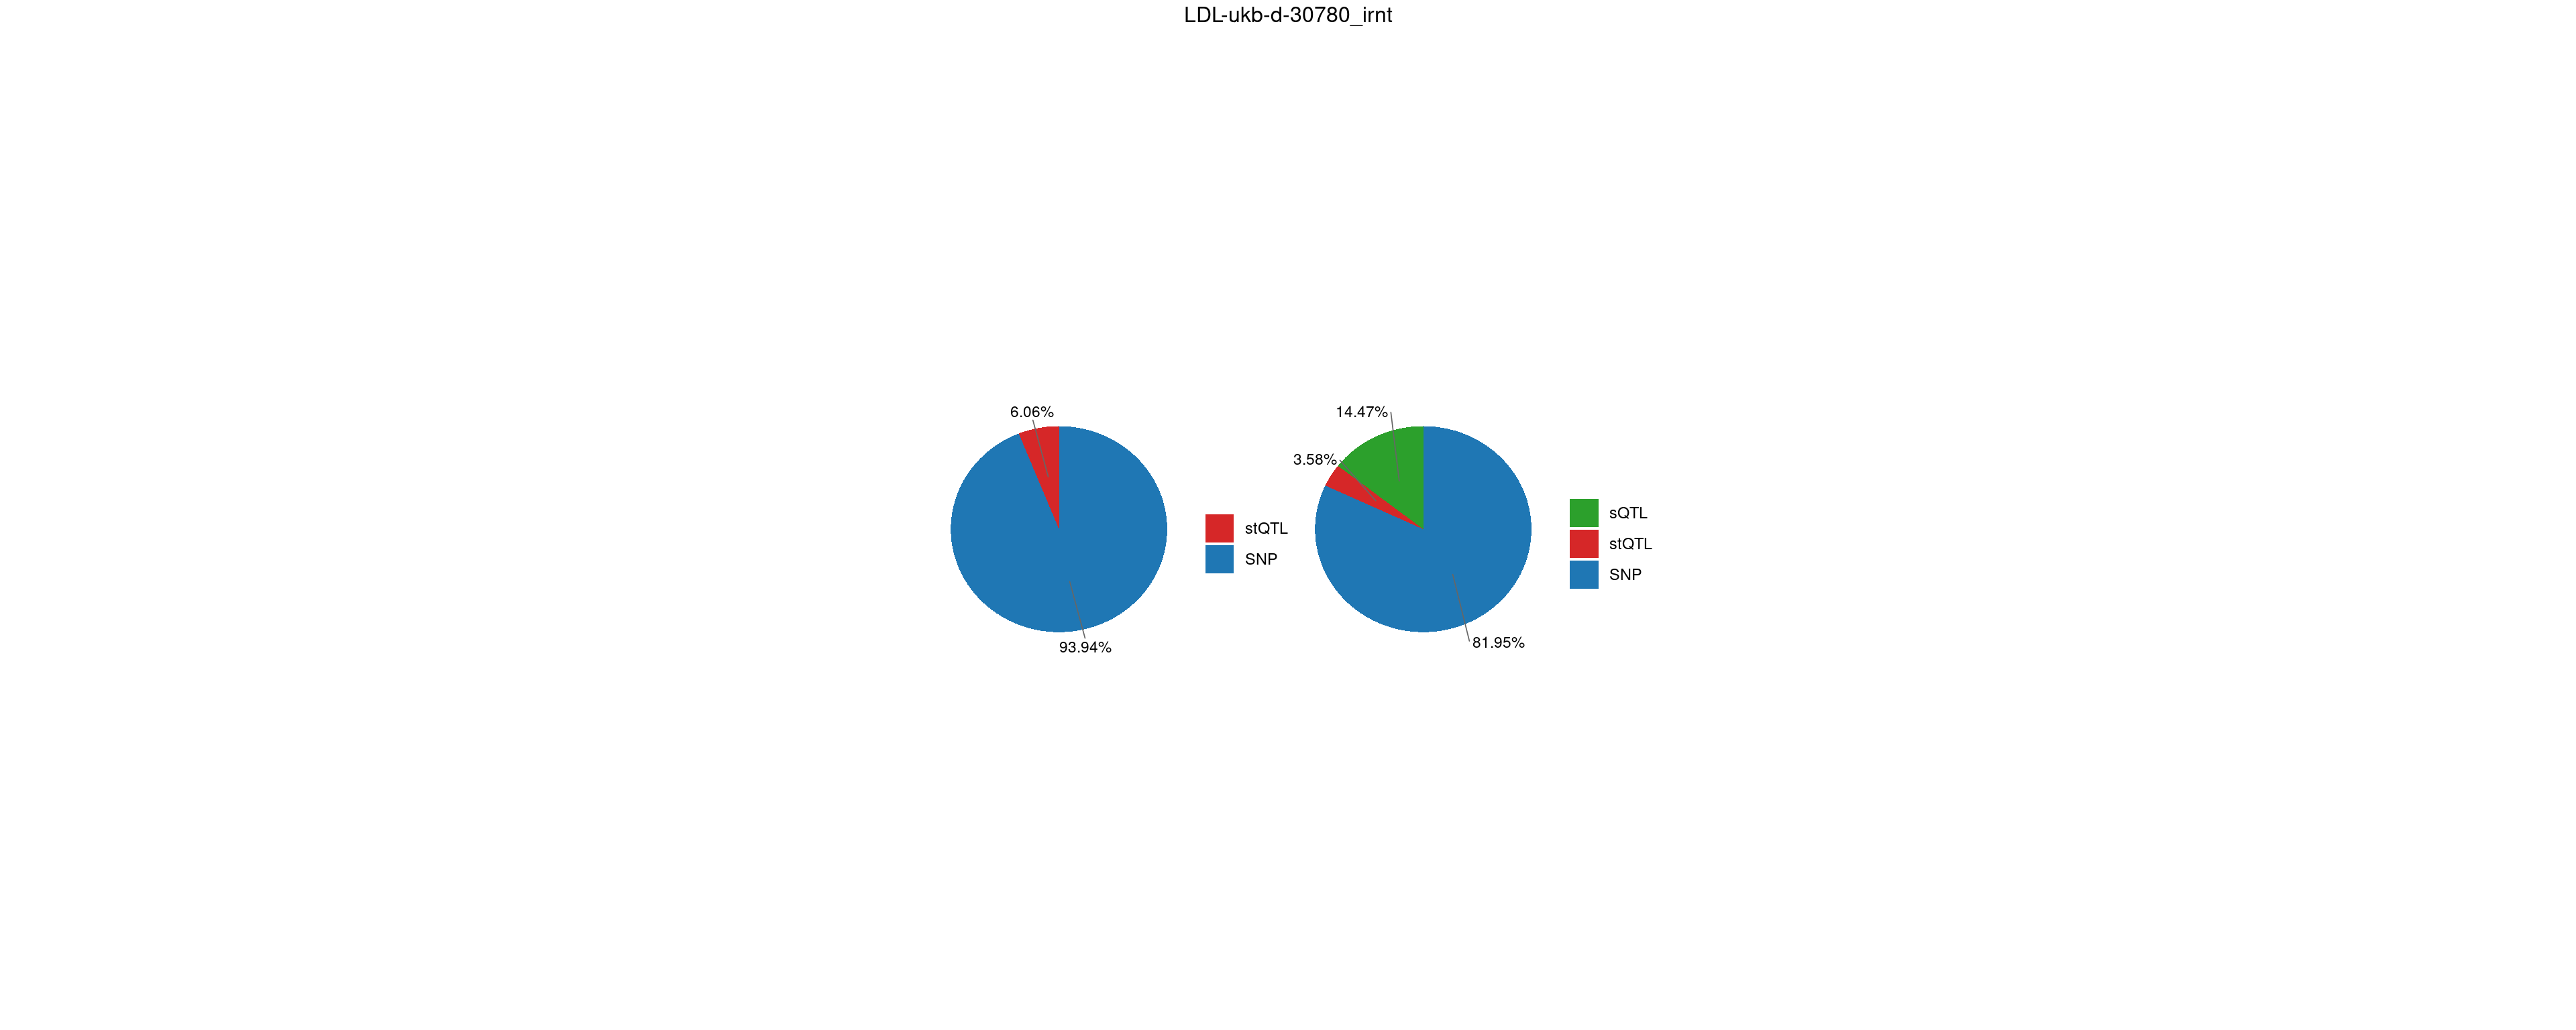 LDL-ukb-d-30780_irnt
6.06%
93.94%
stQTL
SNP
14.47%
3.58%
81.95%
sQTL
stQTL
SNP